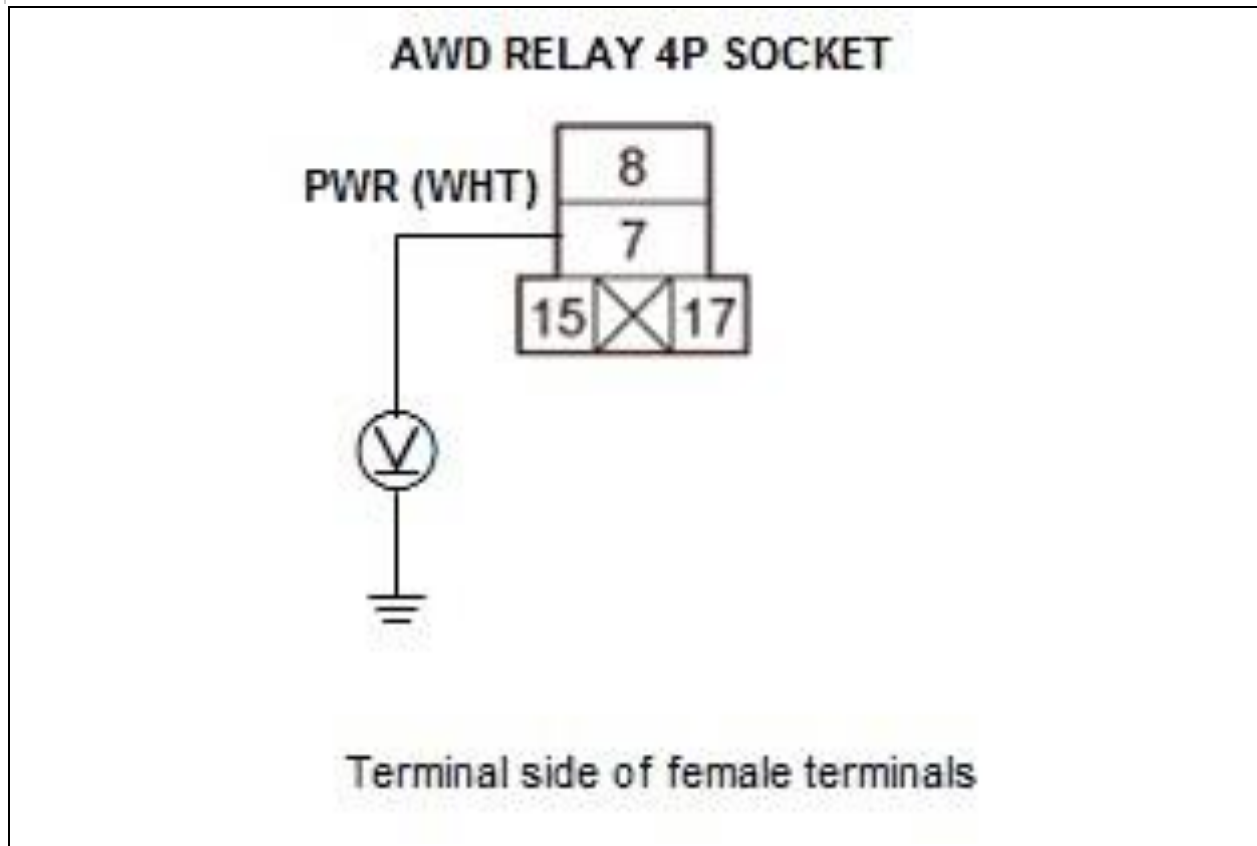 AWD RELAY 4P SOCKET
8
PWR (WHT)
7
15 17
V
Terminal side of female terminals